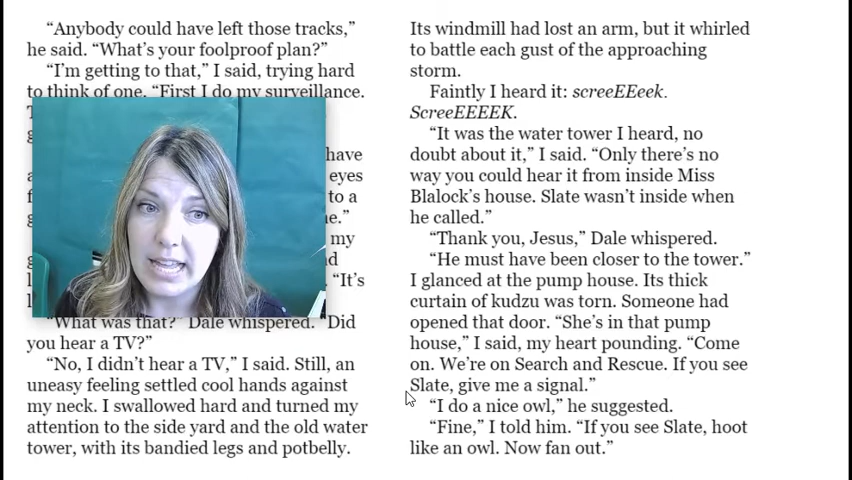 “Anybody could have left those tracks,”
he said. “What’s your foolproof plan?”
“I’m getting to that,” I said, trying hard
to think of one. “First I do my surveillance.
have
eyes
to a
my
“It’s
“What was that?” Dale whispered. “Did
you hear a TV?”
“No, I didn’t hear a TV,” I said. Still, an
uneasy feeling settled cool hands against
my neck. I swallowed hard and turned my
attention to the side yard and the old water
tower, with its bandied legs and potbelly.
Its windmill had lost an arm, but it whirled
to battle each gust of the approaching
storm.
Faintly I heard it: screeEEeek.
ScreeEEEEK.
“It was the water tower I heard, no
doubt about it,” I said. “Only there’s no
way you could hear it from inside Miss
Blalock’s house. Slate wasn’t inside when
he called.”
“Thank you, Jesus,” Dale whispered.
“He must have been closer to the tower.”
I glanced at the pump house. Its thick
curtain of kudzu was torn. Someone had
opened that door. “She’s in that pump
house,” I said, my heart pounding. “Come
on. We’re on Search and Rescue. If you see
Slate, give me a signal.”
“I do a nice owl,” he suggested.
“Fine,” I told him. “If you see Slate, hoot
like an owl. Now fan out.”